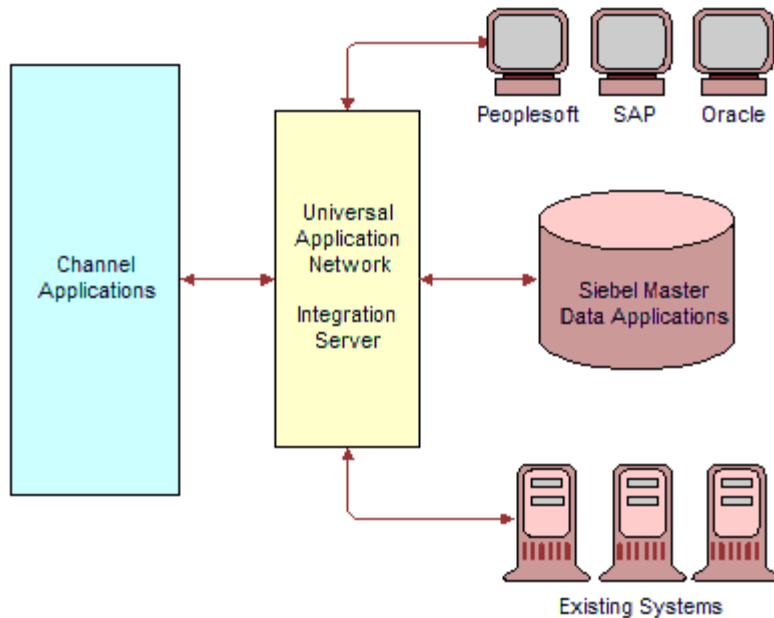 Peoplesoft SAP Oracle
Universal
Application
Network
Integration
Server
Channel
Applications
Siebel Master
Data Applications
Existing Systems